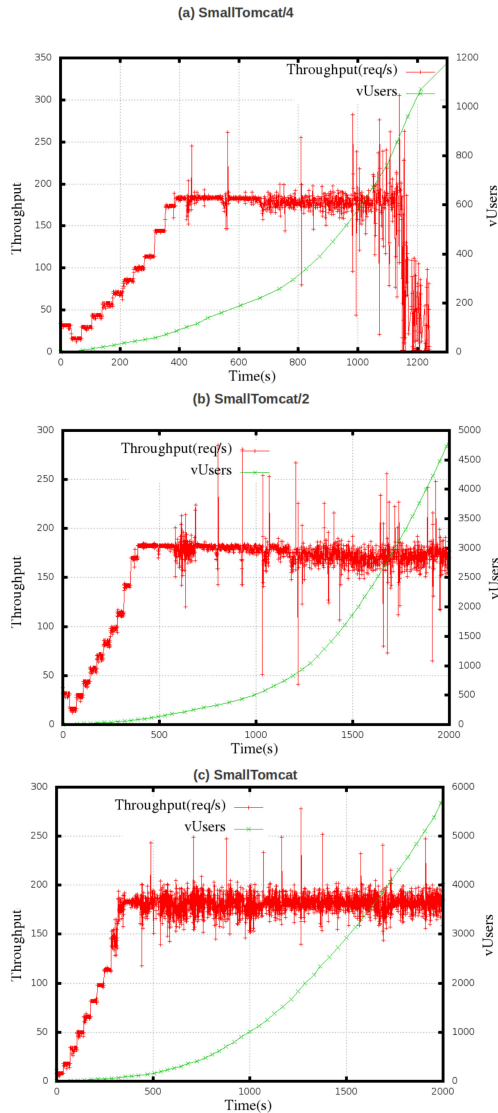 (a) SmallTomcat/4
350
300
250
200
150
100
50
0
Throughput
Throughput(req/s)
vUsers
1200
1000
800
600
400
200
0
vUsers
0 200 400 600 800 1000 1200
Time(s)
(b) SmallTomcat/2
300
250
200
150
100
50
0
Throughput
Throughput(req/s)
vUsers
5000
4500
4000
3500
3000
2500
2000
1500
1000
500
0
vUsers
0 500 1000 1500 2000
Time(s)
(c) SmallTomcat
300
250
200
150
100
50
0
Throughput
Throughput(req/s)
vUsers
6000
5000
4000
3000
2000
1000
0
vUsers
0 500 1000 1500 2000
Time(s)